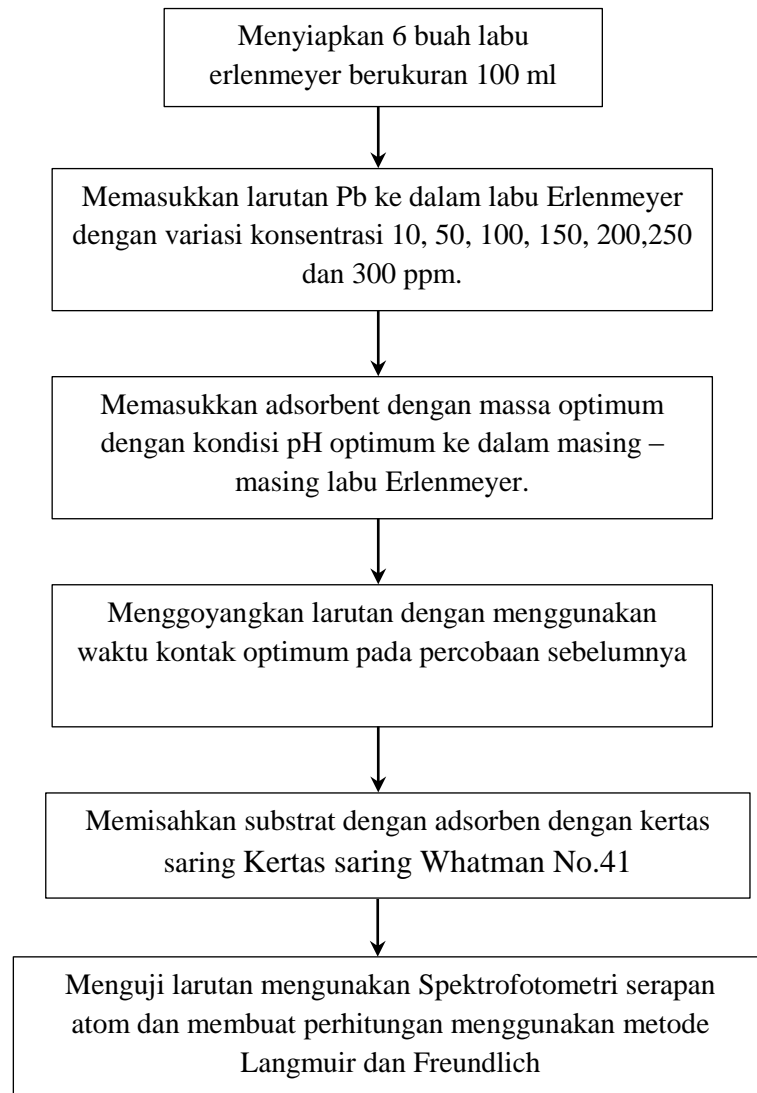 Menyiapkan 6 buah labu
erlenmeyer berukuran 100 ml
Memasukkan larutan Pb ke dalam labu Erlenmeyer
dengan variasi konsentrasi 10, 50, 100, 150, 200,250
dan 300 ppm.
Memasukkan adsorbent dengan massa optimum
dengan kondisi pH optimum ke dalam masing –
masing labu Erlenmeyer.
Menggoyangkan larutan dengan menggunakan
waktu kontak optimum pada percobaan sebelumnya
Memisahkan substrat dengan adsorben dengan kertas
saring Kertas saring Whatman No.41
Menguji larutan mengunakan Spektrofotometri serapan
atom dan membuat perhitungan menggunakan metode
Langmuir dan Freundlich